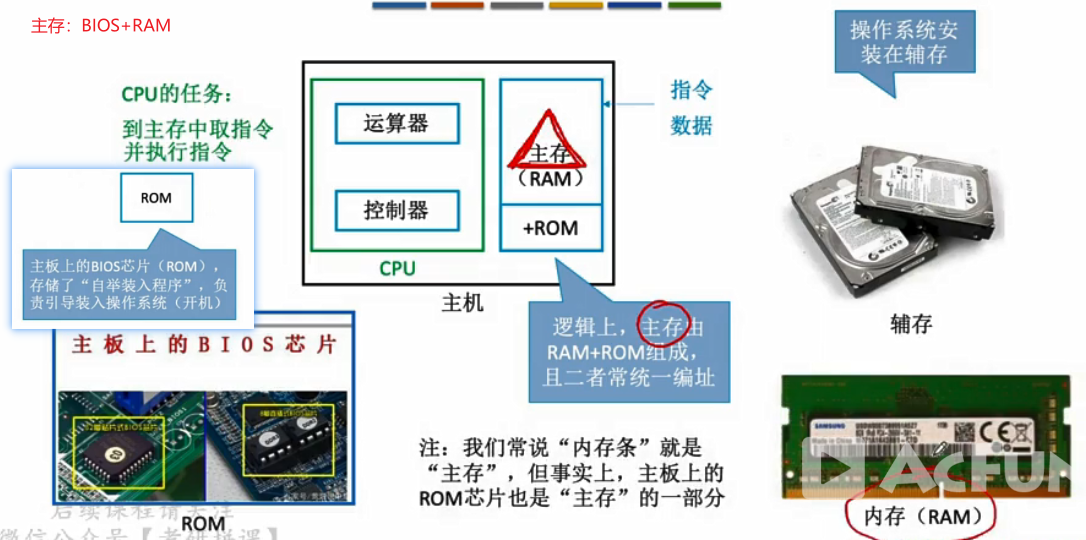 主存：BIOS+RAM
操作系统安
装在辅存
CPU的任务：
到主存中取指令
并执行指令
ROM
主板上的BIOS芯片（ROM），
存储了“自举装入程序”，负
责引导装入操作系统（开机）
运算器
控制器
CPU
主存
（RAM）
+ROM
主机
指令
数据
逻辑上，主存由
RAM+ROM组成，
且二者常统一编址
辅存
主板上的BIOS芯片
ROM
注：我们常说“内存条”就是
“主存”，但事实上，主板上的
ROM芯片也是“主存”的一部分
SAMSUNG
ACFUN
内存（RAM）
后续课程请关注
微信公众号【考研拼课】